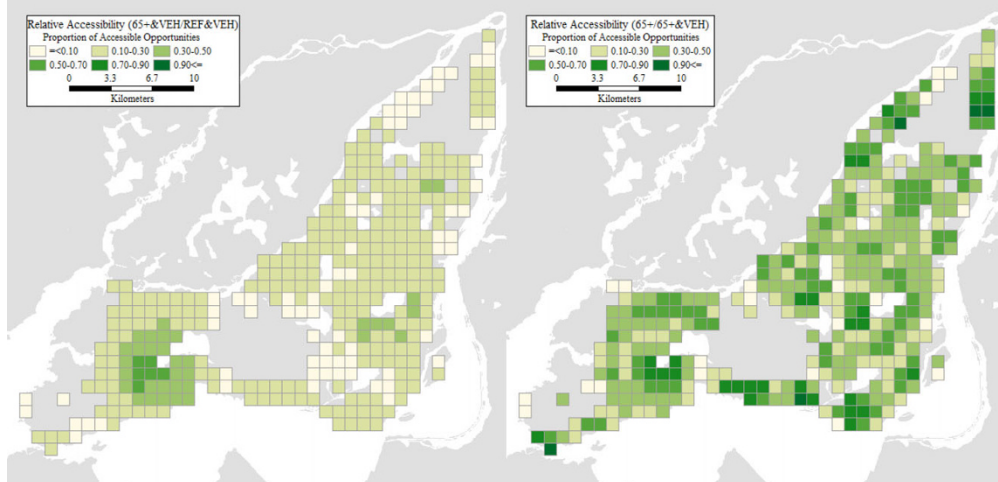 Relative Accessibility (65+&VEH/REF&VEH)
Proportion of Accessible Opportunities
=<0.10 0.10-0.30 0.30-0.50
0.50-0.70 0.70-0.90 0.90<=
0 3.3 6.7 10
Kilometers
Relative Accessibility (65+/65+&VEH)
Proportion of Accessible Opportunities
=<0.10 0.10-0.30 0.30-0.50
0.50-0.70 0.70-0.90 0.90<=
0 3.3 6.7 10
Kilometers